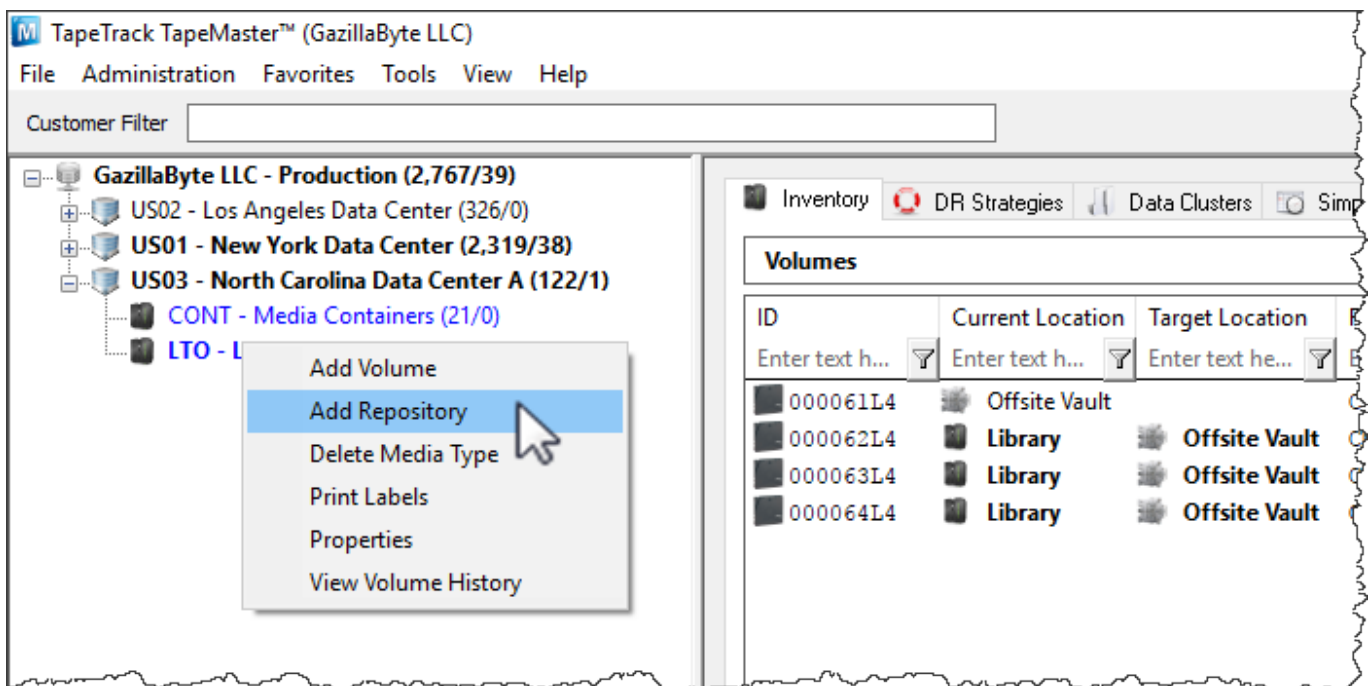 TapeTrack TapeMaster™ (GazillaByte LLC)
File Administration Favorites Tools View Help
Customer Filter
GazillaByte LLC - Production (2,767/39)
US02 - Los Angeles Data Center (326/0)
US01 - New York Data Center (2,319/38)
US03 - North Carolina Data Center A (122/1)
CONT - Media Containers (21/0)
LTO - L
Add Volume
Add Repository
Delete Media Type
Print Labels
Properties
View Volume History
Inventory DR Strategies Data Clusters
Volumes
ID Current Location Target Location
Enter text h... Enter text h... Enter text he...
000061L4 Offsite Vault
000062L4 Library Offsite Vault
000063L4 Library Offsite Vault
000064L4 Library Offsite Vault